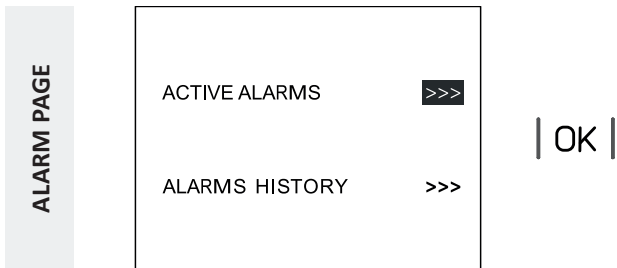 ALARM PAGE
ACTIVE ALARMS >>>
OK
ALARMS HISTORY >>>